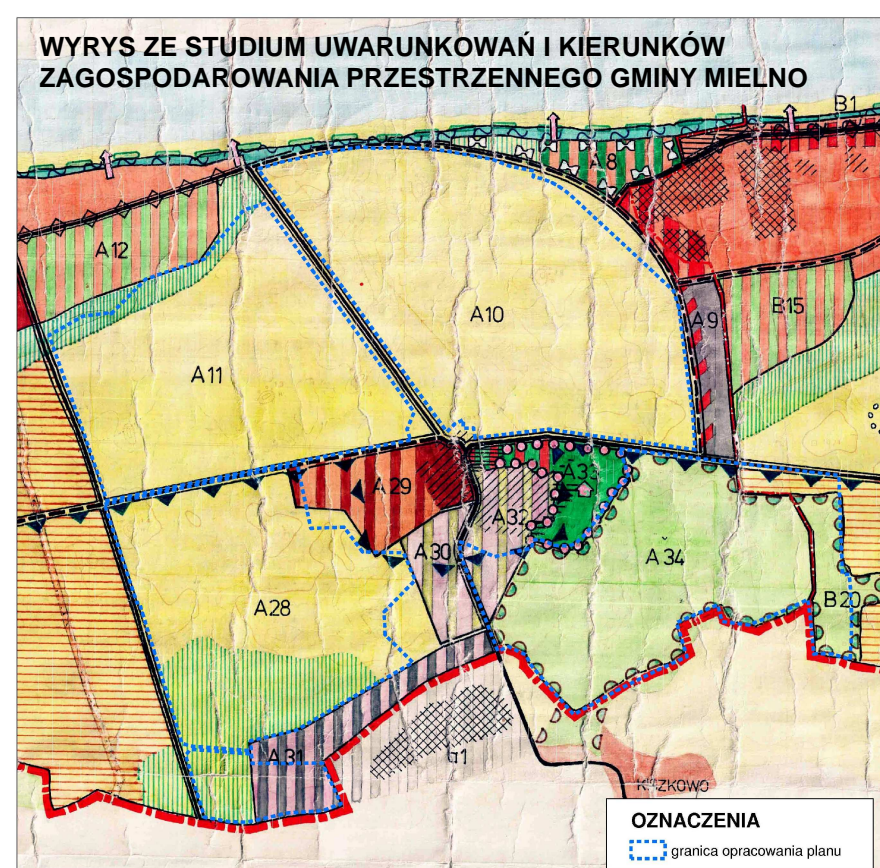 WYRYS ZE STUDIUM UWARUNKOWAŃ I KIERUNKÓW
ZAGOSPODAROWANIA PRZESTRZENNEGO GMINY MIELNO
B1
A8
A12
A10
A9
B15
A11
A29
A33
A32
A30
A34
A28
B20
A31
G1
OZNACZENIA
granica opracowania planu